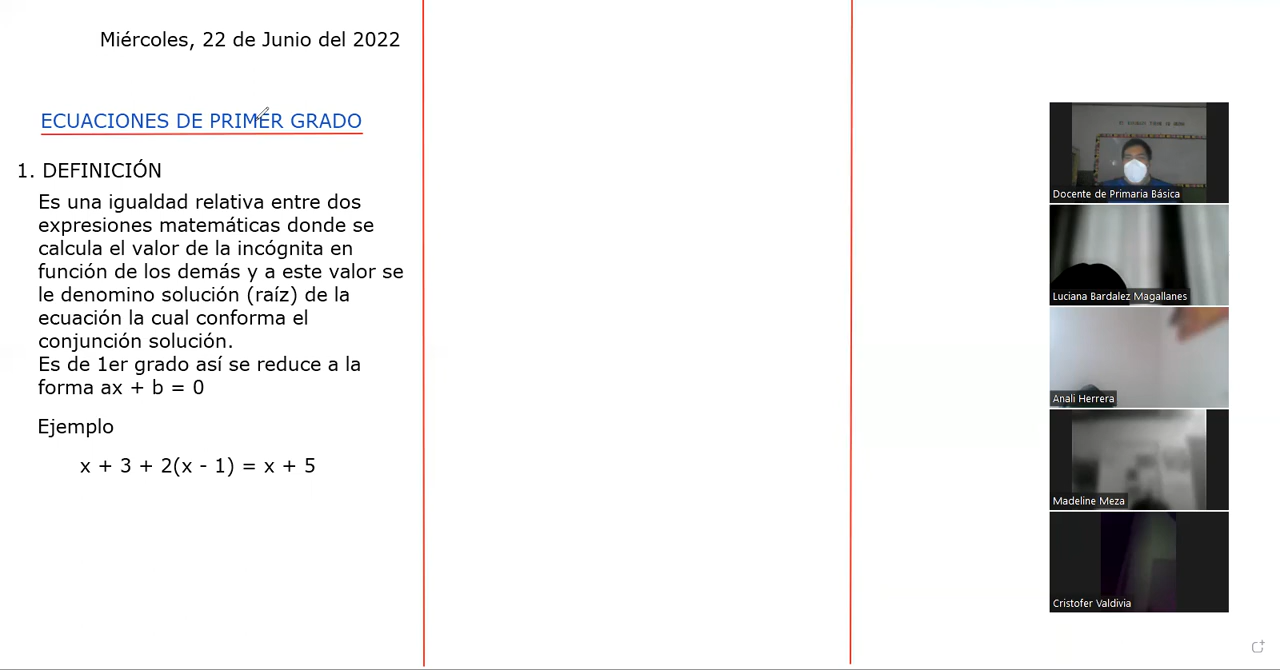 Miércoles, 22 de Junio del 2022
ECUACIONES DE PRIMER GRADO
1. DEFINICIÓN
Es una igualdad relativa entre dos
expresiones matemáticas donde se
calcula el valor de la incógnita en
función de los demás y a este valor se
le denomino solución (raíz) de la
ecuación la cual conforma el
conjunción solución.
Es de 1er grado así se reduce a la
forma ax + b = 0
Ejemplo
x + 3 + 2(x - 1) = x + 5
Docente de Primaria Básica
Luciana Bardalez Magallanes
Anali Herrera
Madeline Meza
Cristofer Valdivia